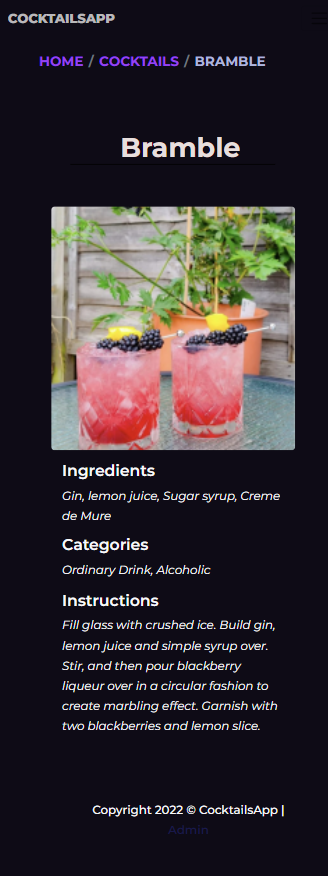 COCKTAILSAPP
HOME / COCKTAILS / BRAMBLE
Bramble
Ingredients
Gin, lemon juice, Sugar syrup, Creme
de Mure
Categories
Ordinary Drink, Alcoholic
Instructions
Fill glass with crushed ice. Build gin,
lemon juice and simple syrup over.
Stir, and then pour blackberry
liqueur over in a circular fashion to
create marbling effect. Garnish with
two blackberries and lemon slice.
Copyright 2022 © CocktailsApp |
Admin